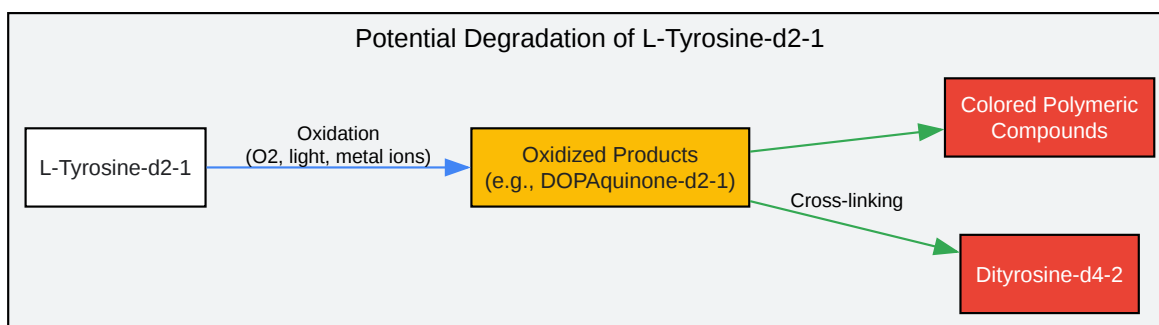 Potential Degradation of L-Tyrosine-d2-1
L-Tyrosine-d2-1
Oxidation
(O2, light, metal ions)
Oxidized Products
(e.g., DOPAquinone-d2-1)
Colored Polymeric
Compounds
Cross-linking
Dityrosine-d4-2